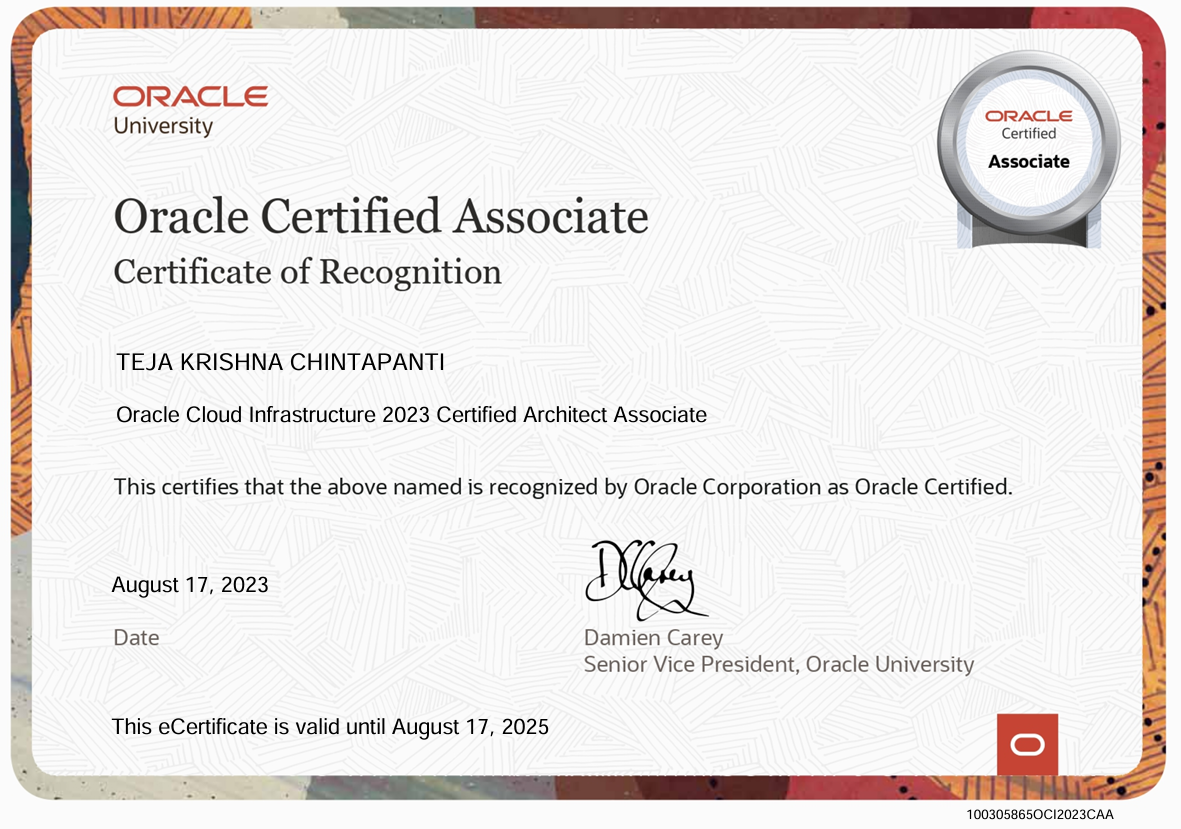 ORACLE
University
ORACLE
Certified
Associate
Oracle Certified Associate
Certificate of Recognition
TEJA KRISHNA CHINTAPANTI
Oracle Cloud Infrastructure 2023 Certified Architect Associate
This certifies that the above named is recognized by Oracle Corporation as Oracle Certified.
August 17, 2023
Date
DCarey
Damien Carey
Senior Vice President, Oracle University
This eCertificate is valid until August 17, 2025
100305865OCI2023CAA